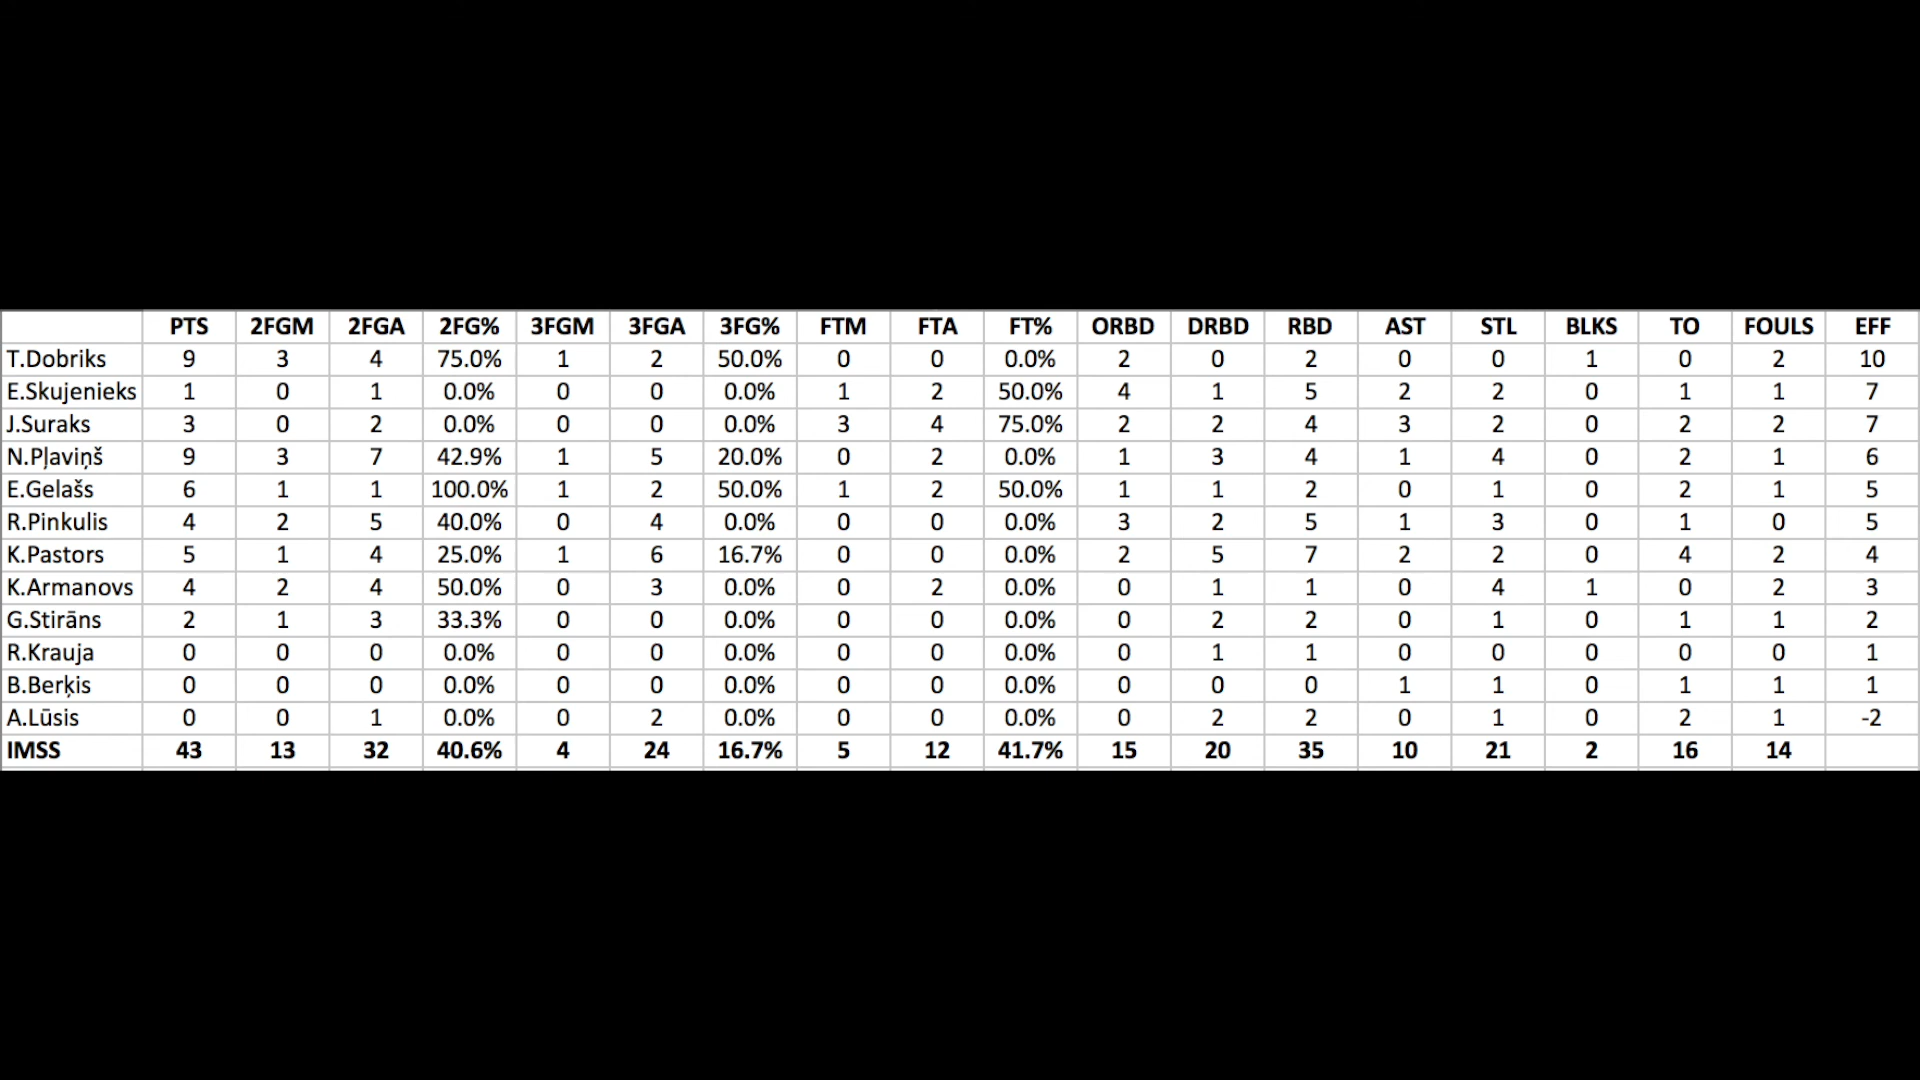 PTS 2FGM 2FGA 2FG% 3FGM 3FGA 3FG% FTM FTA FT% ORBD DRBD RBD AST STL BLKS TO FOULS EFF
T.Dobriks 9 3 4 75.0% 1 2 50.0% 0 0 0.0% 2 0 2 0 0 1 0 2 10
E.Skujenieks 1 0 1 0.0% 0 0 0.0% 1 2 50.0% 4 1 5 2 2 0 1 1 7
J.Suraks 3 0 2 0.0% 0 0 0.0% 3 4 75.0% 2 2 4 3 2 0 2 2 7
N.Pļaviņš 9 3 7 42.9% 1 5 20.0% 0 2 0.0% 1 3 4 1 4 0 2 1 6
E.Gelašs 6 1 1 100.0% 1 2 50.0% 1 2 50.0% 1 1 2 0 1 0 2 1 5
R.Pinkulis 4 2 5 40.0% 0 4 0.0% 0 0 0.0% 3 2 5 1 3 0 1 0 5
K.Pastors 5 1 4 25.0% 1 6 16.7% 0 0 0.0% 2 5 7 2 2 0 4 2 4
K.Armanovs 4 2 4 50.0% 0 3 0.0% 0 2 0.0% 0 1 1 0 4 1 0 2 3
G.Stirāns 2 1 3 33.3% 0 0 0.0% 0 0 0.0% 0 2 2 0 1 0 1 1 2
R.Krauja 0 0 0 0.0% 0 0 0.0% 0 0 0.0% 0 1 1 0 0 0 0 0 1
B.Berķis 0 0 0 0.0% 0 0 0.0% 0 0 0.0% 0 0 0 1 1 0 1 1 1
A.Lūsis 0 0 1 0.0% 0 2 0.0% 0 0 0.0% 0 2 2 0 1 0 2 1 -2
IMSS 43 13 32 40.6% 4 24 16.7% 5 12 41.7% 15 20 35 10 21 2 16 14